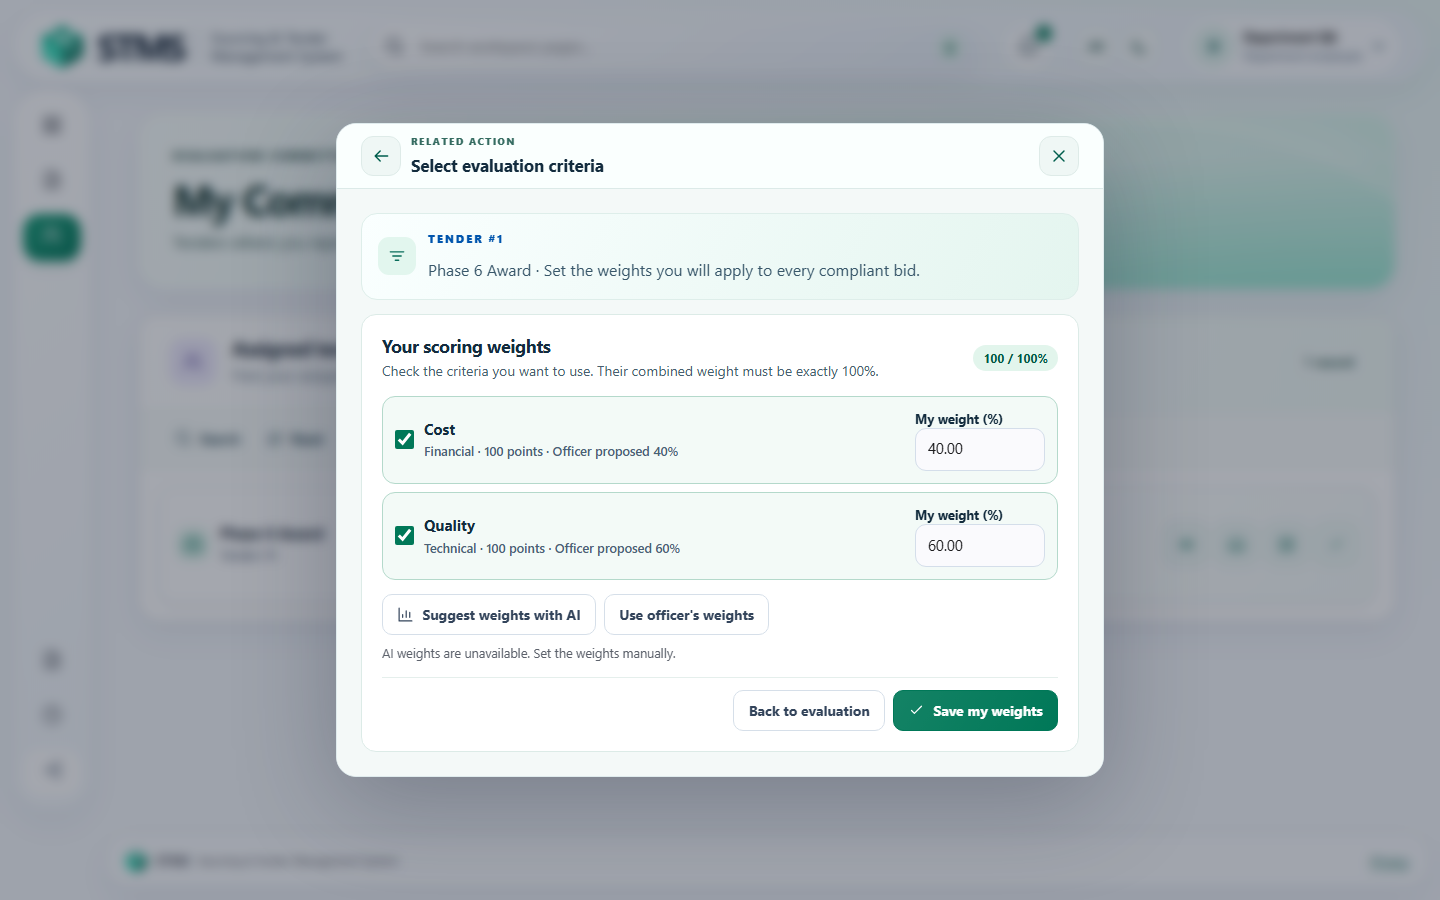 STMS
RELATED ACTION
Select evaluation criteria
TENDER #1
Phase 6 Award · Set the weights you will apply to every compliant bid.
Your scoring weights
Check the criteria you want to use. Their combined weight must be exactly 100%.
100 / 100%
Cost
Financial · 100 points · Officer proposed 40%
My weight (%)
40.00
Quality
Technical · 100 points · Officer proposed 60%
My weight (%)
60.00
Suggest weights with AI
Use officer's weights
AI weights are unavailable. Set the weights manually.
Back to evaluation
Save my weights